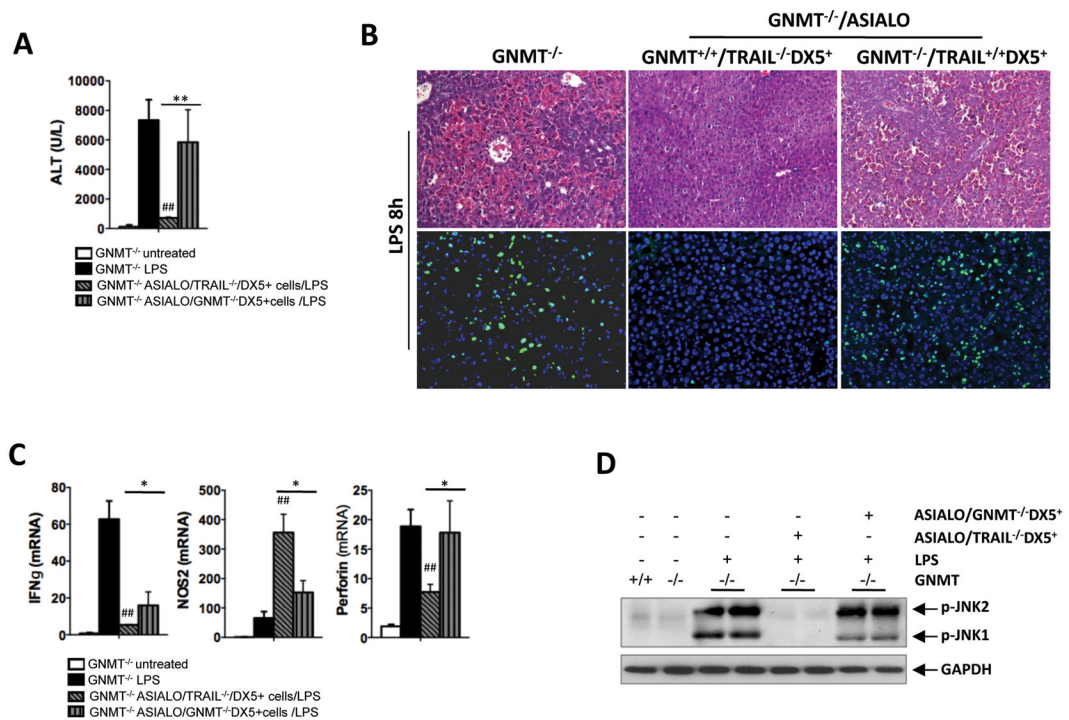 A
ALT (U/L)
10000
8000
6000
4000
2000
0
**
##
GNMT-/- untreated
GNMT-/- LPS
GNMT-/- ASIALO/TRAIL-/-/DX5+ cells/LPS
GNMT-/- ASIALO/GNMT-/-DX5+cells /LPS
B
GNMT-/-/ASIALO
GNMT-/-
GNMT+/+/TRAIL-/-DX5+
GNMT-/-/TRAIL+/+DX5+
LPS 8h
C
IFNg (mRNA)
80
60
40
20
0
*
##
NOS2 (mRNA)
500
400
300
200
100
0
*
##
Perforin (mRNA)
25
20
15
10
5
0
*
##
GNMT-/- untreated
GNMT-/- LPS
GNMT-/- ASIALO/TRAIL-/-/DX5+ cells/LPS
GNMT-/- ASIALO/GNMT-/-DX5+cells /LPS
D
- - - - + ASIALO/GNMT-/-DX5+
- - - + - ASIALO/TRAIL-/-DX5+
- - + + + LPS
+/+ -/- -/- -/- -/- GNMT
p-JNK2
p-JNK1
GAPDH